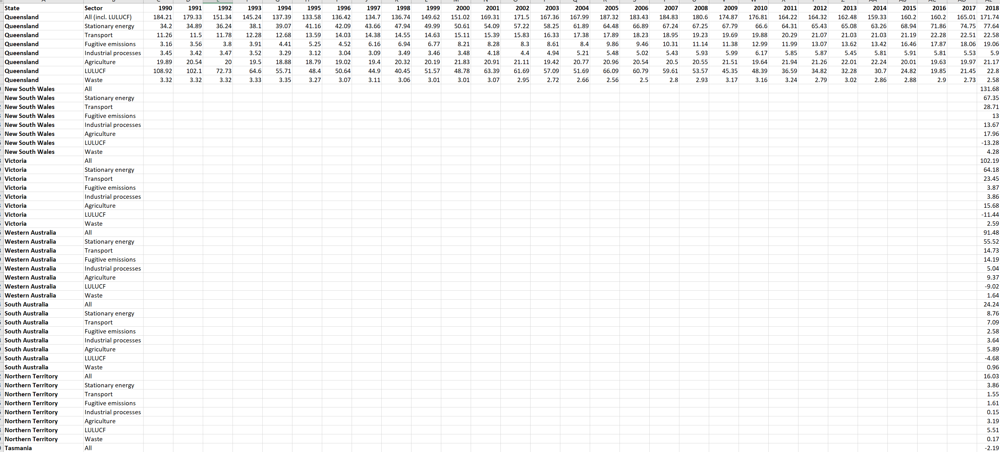 State Sector 1990 1991 1992 1993 1994 1995 1996 1997 1998 1999 2000 2001 2002 2003 2004 2005 2006 2007 2008 2009 2010 2011 2012 2013 2014 2015 2016 2017 2018
Queensland All (incl. LULUCF) 184.21 179.33 151.34 145.24 137.39 133.58 136.42 134.7 136.74 149.62 151.02 169.31 171.5 167.36 167.99 187.32 183.43 184.83 180.6 174.87 176.81 164.22 164.32 162.48 159.33 160.2 160.2 165.01 171.74
Queensland Stationary energy 34.2 34.89 36.24 38.1 39.07 41.16 42.09 43.66 47.94 49.99 50.61 54.09 57.22 58.25 61.89 64.48 66.89 67.24 67.25 67.79 66.6 64.31 65.43 65.08 63.26 68.94 71.86 74.75 77.64
Queensland Transport 11.26 11.5 11.78 12.28 12.68 13.59 14.03 14.38 14.55 14.63 15.11 15.39 15.83 16.33 17.38 17.89 18.23 18.95 19.23 19.69 19.88 20.29 21.07 21.03 21.03 21.19 22.28 22.51 22.58
Queensland Fugitive emissions 3.16 3.56 3.8 3.91 4.41 5.25 4.52 6.16 6.94 6.77 8.21 8.28 8.3 8.61 8.4 9.86 9.46 10.31 11.14 11.38 12.99 11.99 13.07 13.62 13.42 16.46 17.87 18.06 19.06
Queensland Industrial processes 3.45 3.42 3.47 3.52 3.29 3.12 3.04 3.09 3.49 3.46 3.48 4.18 4.4 4.94 5.21 5.48 5.02 5.43 5.93 5.99 6.17 5.85 5.87 5.45 5.81 5.91 5.81 5.53 5.9
Queensland Agriculture 19.89 20.54 20 19.5 18.88 18.79 19.02 19.4 20.32 20.19 21.83 20.91 21.11 19.42 20.77 20.96 20.54 20.5 20.55 21.51 19.64 21.94 21.26 22.01 22.24 20.01 19.63 19.97 21.17
Queensland LULUCF 108.92 102.1 72.73 64.6 55.71 48.4 50.64 44.9 40.45 51.57 48.78 63.39 61.69 57.09 51.69 66.09 60.79 59.61 53.57 45.35 48.39 36.59 34.82 32.28 30.7 24.82 19.85 21.45 22.8
Queensland Waste 3.32 3.32 3.32 3.33 3.35 3.27 3.07 3.11 3.06 3.01 3.01 3.07 2.95 2.72 2.66 2.56 2.5 2.8 2.93 3.17 3.16 3.24 2.79 3.02 2.86 2.88 2.9 2.73 2.58
New South Wales All 131.68
New South Wales Stationary energy 67.35
New South Wales Transport 28.71
New South Wales Fugitive emissions 13
New South Wales Industrial processes 13.67
New South Wales Agriculture 17.96
New South Wales LULUCF -13.28
New South Wales Waste 4.28
Victoria All 102.19
Victoria Stationary energy 64.18
Victoria Transport 23.45
Victoria Fugitive emissions 3.87
Victoria Industrial processes 3.86
Victoria Agriculture 15.68
Victoria LULUCF -11.44
Victoria Waste 2.59
Western Australia All 91.48
Western Australia Stationary energy 55.52
Western Australia Transport 14.73
Western Australia Fugitive emissions 14.19
Western Australia Industrial processes 5.04
Western Australia Agriculture 9.37
Western Australia LULUCF -9.02
Western Australia Waste 1.64
South Australia All 24.24
South Australia Stationary energy 8.76
South Australia Transport 7.09
South Australia Fugitive emissions 2.58
South Australia Industrial processes 3.64
South Australia Agriculture 5.89
South Australia LULUCF -4.68
South Australia Waste 0.96
Northern Territory All 16.03
Northern Territory Stationary energy 3.86
Northern Territory Transport 1.55
Northern Territory Fugitive emissions 1.61
Northern Territory Industrial processes 0.15
Northern Territory Agriculture 3.19
Northern Territory LULUCF 5.51
Northern Territory Waste 0.17
Tasmania All -2.19